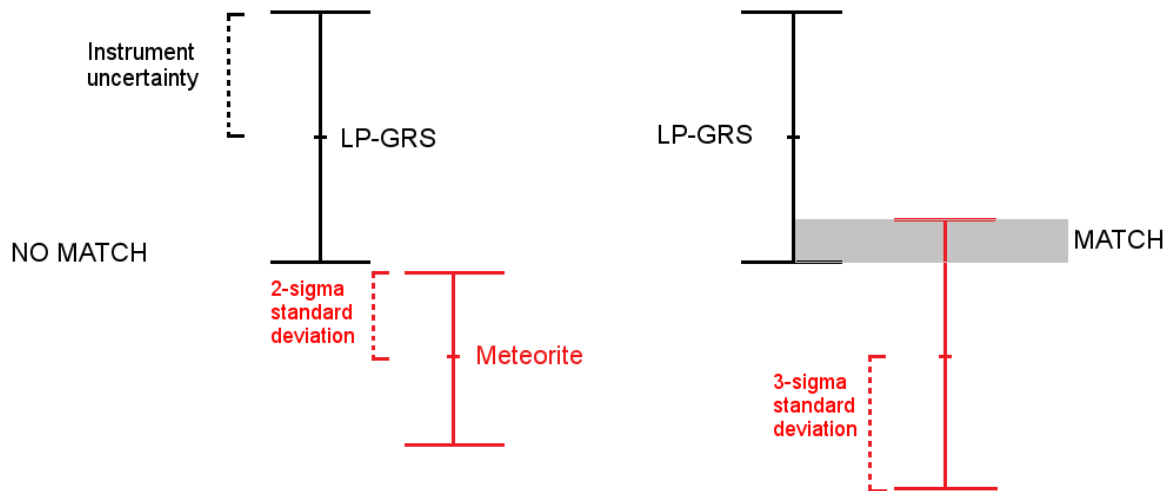 Instrument
uncertainty
LP-GRS
NO MATCH
2-sigma
standard
deviation
Meteorite
LP-GRS
MATCH
3-sigma
standard
deviation